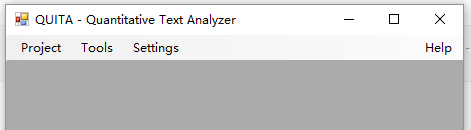 QUITA - Quantitative Text Analyzer
Project Tools Settings Help